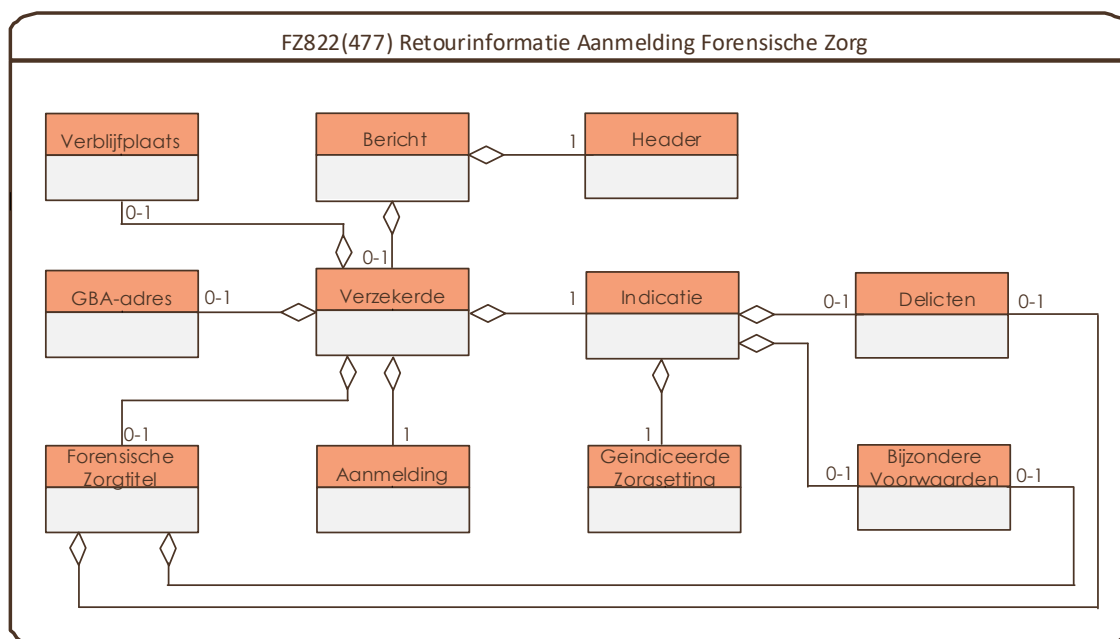 FZ822(477) Retourinformatie Aanmelding Forensische Zorg
Verblijfplaats
Bericht
1
Header
0-1
0-1
GBA-adres
0-1
Verzekerde
1
Indicatie
0-1
Delicten
0-1
0-1
1
1
Forensische
Zorgtitel
Aanmelding
Geindiceerde
Zorgsetting
0-1
Bijzondere
Voorwaarden
0-1